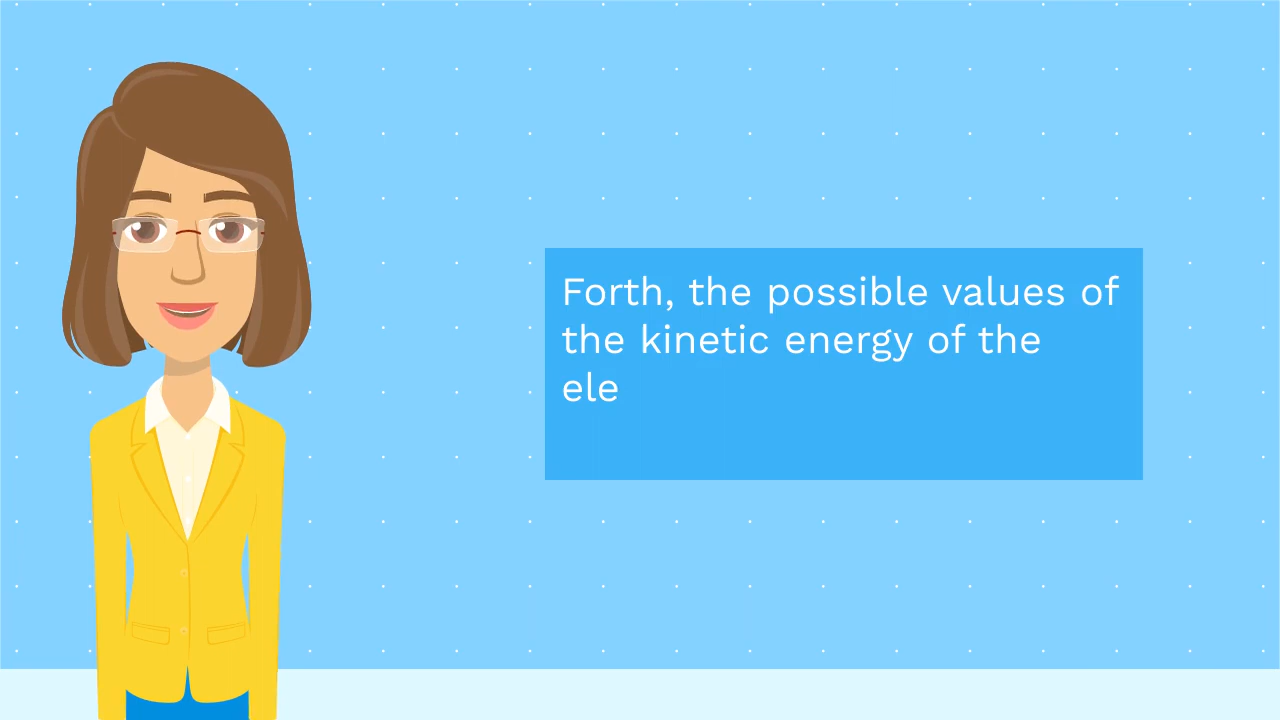 Forth, the possible values of
the kinetic energy of the
ele